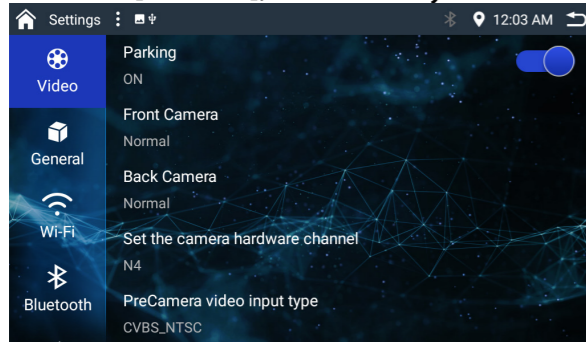 Settings
12:03 AM
Video
General
Wi-Fi
Bluetooth
Parking
ON
Front Camera
Normal
Back Camera
Normal
Set the camera hardware channel
N4
PreCamera video input type
CVBS_NTSC